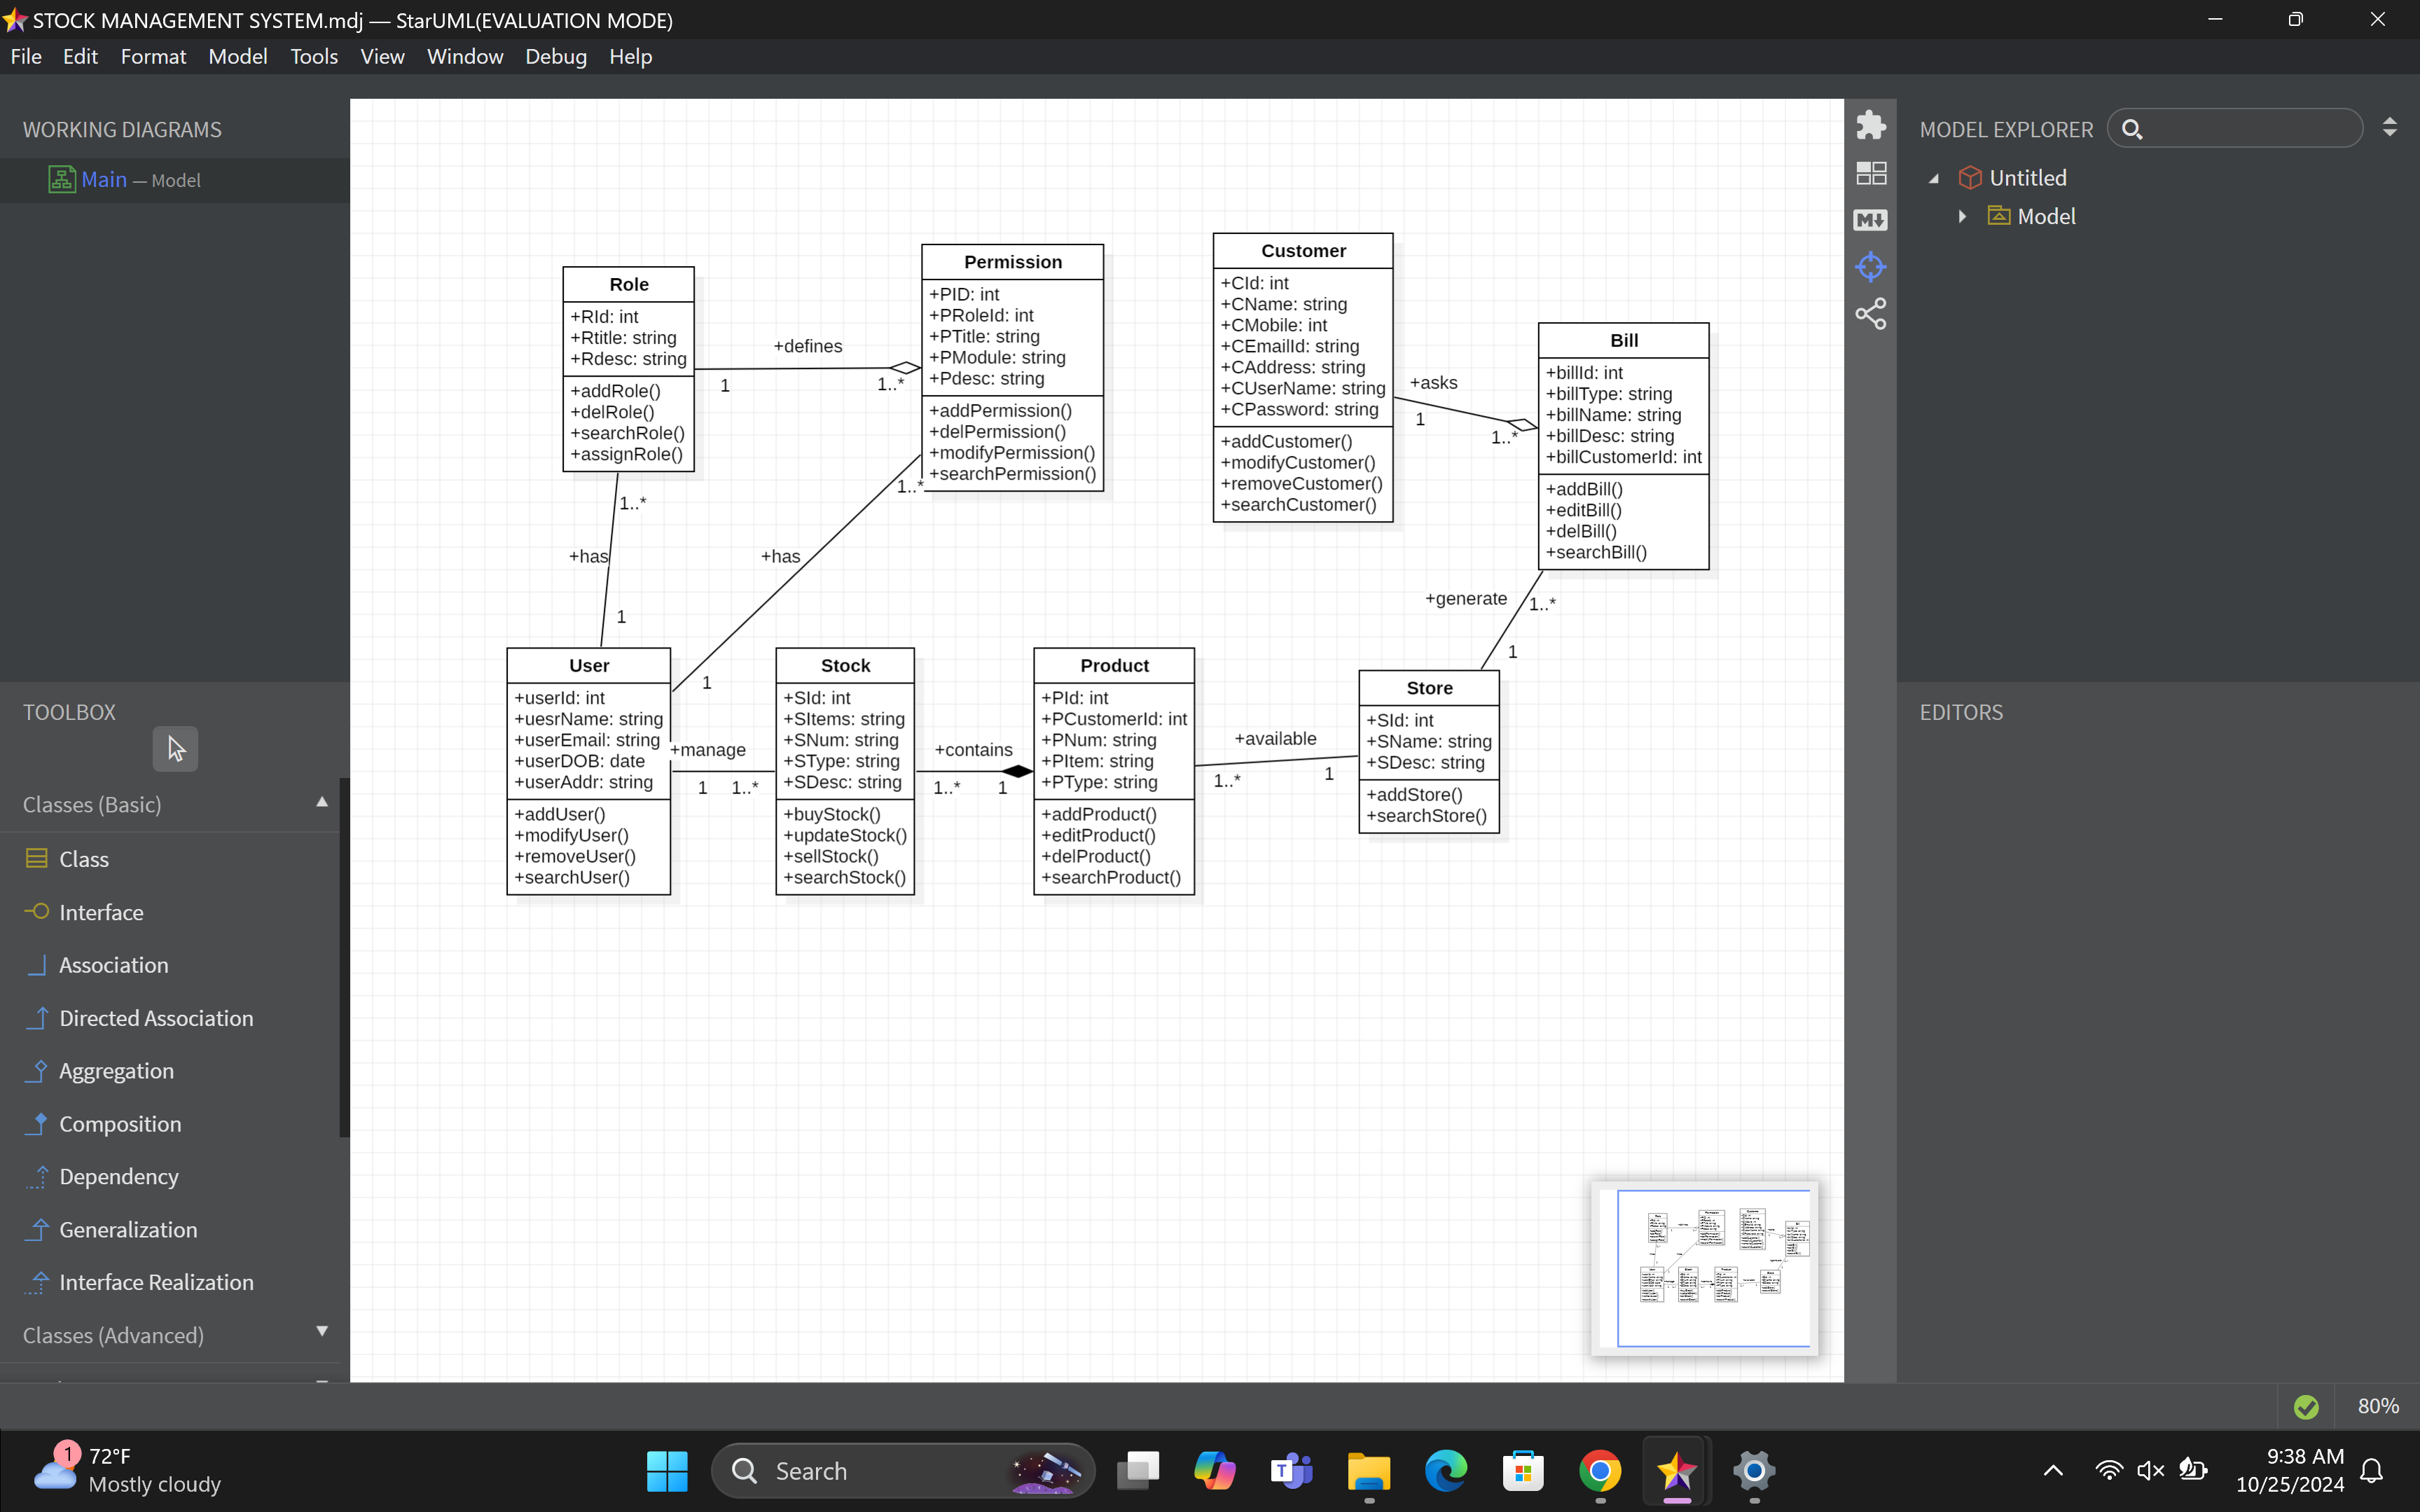 STOCK MANAGEMENT SYSTEM.mdj — StarUML(EVALUATION MODE)
File Edit Format Model Tools View Window Debug Help
WORKING DIAGRAMS
Main — Model
TOOLBOX
Classes (Basic)
Class
Interface
Association
Directed Association
Aggregation
Composition
Dependency
Generalization
Interface Realization
Classes (Advanced)
Role
+RId: int
+Rtitle: string
+Rdesc: string
+addRole()
+delRole()
+searchRole()
+assignRole()
+defines
1
1..*
Permission
+PID: int
+PRoleId: int
+PTitle: string
+PModule: string
+Pdesc: string
+addPermission()
+delPermission()
+modifyPermission()
+searchPermission()
Customer
+CId: int
+CName: string
+CMobile: int
+CEmailId: string
+CAddress: string
+CUserName: string
+CPassword: string
+addCustomer()
+modifyCustomer()
+removeCustomer()
+searchCustomer()
+asks
1
1..*
Bill
+billId: int
+billType: string
+billName: string
+billDesc: string
+billCustomerId: int
+addBill()
+editBill()
+delBill()
+searchBill()
1..*
+has
1
1..*
+has
1
+generate
1..*
1
User
+userId: int
+uesrName: string
+userEmail: string
+userDOB: date
+userAddr: string
+addUser()
+modifyUser()
+removeUser()
+searchUser()
+manage
1
1..*
Stock
+SId: int
+SItems: string
+SNum: string
+SType: string
+SDesc: string
+buyStock()
+updateStock()
+sellStock()
+searchStock()
+contains
1..*
1
Product
+PId: int
+PCustomerId: int
+PNum: string
+PItem: string
+PType: string
+addProduct()
+editProduct()
+delProduct()
+searchProduct()
+available
1..*
1
Store
+SId: int
+SName: string
+SDesc: string
+addStore()
+searchStore()
MODEL EXPLORER
Untitled
Model
EDITORS
80%
1
72°F
Mostly cloudy
Search
9:38 AM
10/25/2024